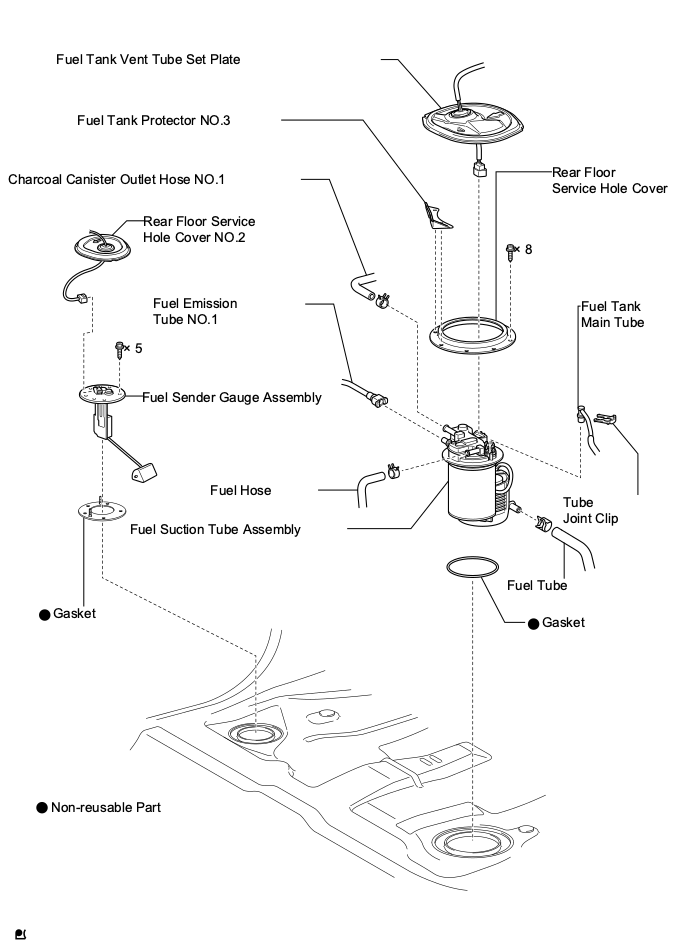 Fuel Tank Vent Tube Set Plate
Fuel Tank Protector NO.3
Rear Floor
Service Hole Cover
Charcoal Canister Outlet Hose NO.1
Rear Floor Service
Hole Cover NO.2
× 8
Fuel Emission
Tube NO.1
Fuel Tank
Main Tube
× 5
Fuel Sender Gauge Assembly
Fuel Hose
Tube
Joint Clip
Fuel Suction Tube Assembly
Fuel Tube
● Gasket
● Gasket
● Non-reusable Part